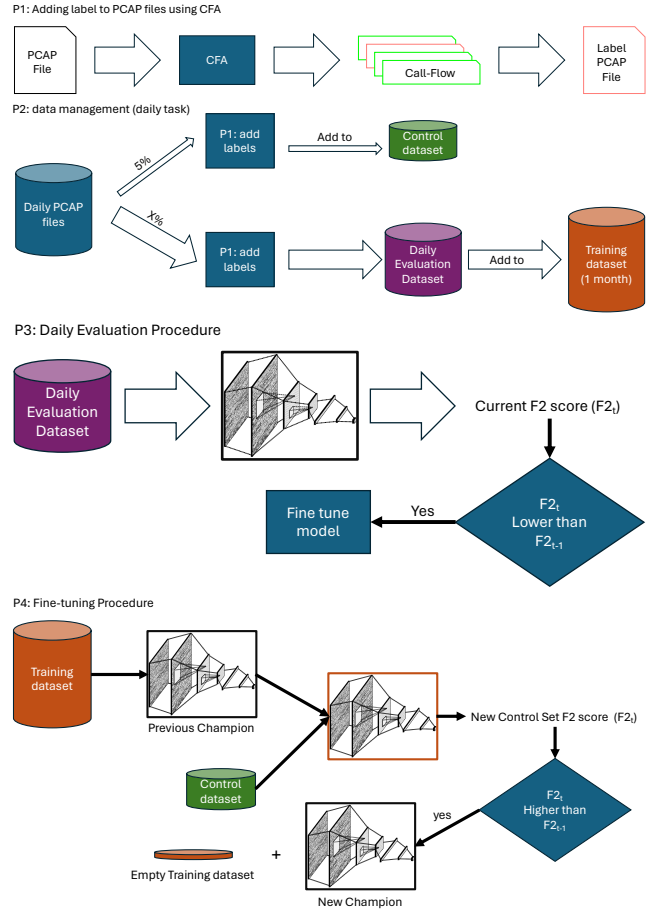 P1: Adding label to PCAP files using CFA
PCAP
File
CFA
Call-Flow
Label
PCAP
File
P2: data management (daily task)
Daily PCAP
files
5%
P1: add
labels
Add to
Control
dataset
X%
P1: add
labels
Daily
Evaluation
Dataset
Add to
Training
dataset
(1 month)
P3: Daily Evaluation Procedure
Daily
Evaluation
Dataset
Current F2 score (F2t)
F2t
Lower than
F2t-1
Yes
Fine tune
model
P4: Fine-tuning Procedure
Training
dataset
Previous Champion
Control
dataset
New Control Set F2 score (F2t)
F2t
Higher than
F2t-1
yes
+
Empty Training dataset
New Champion